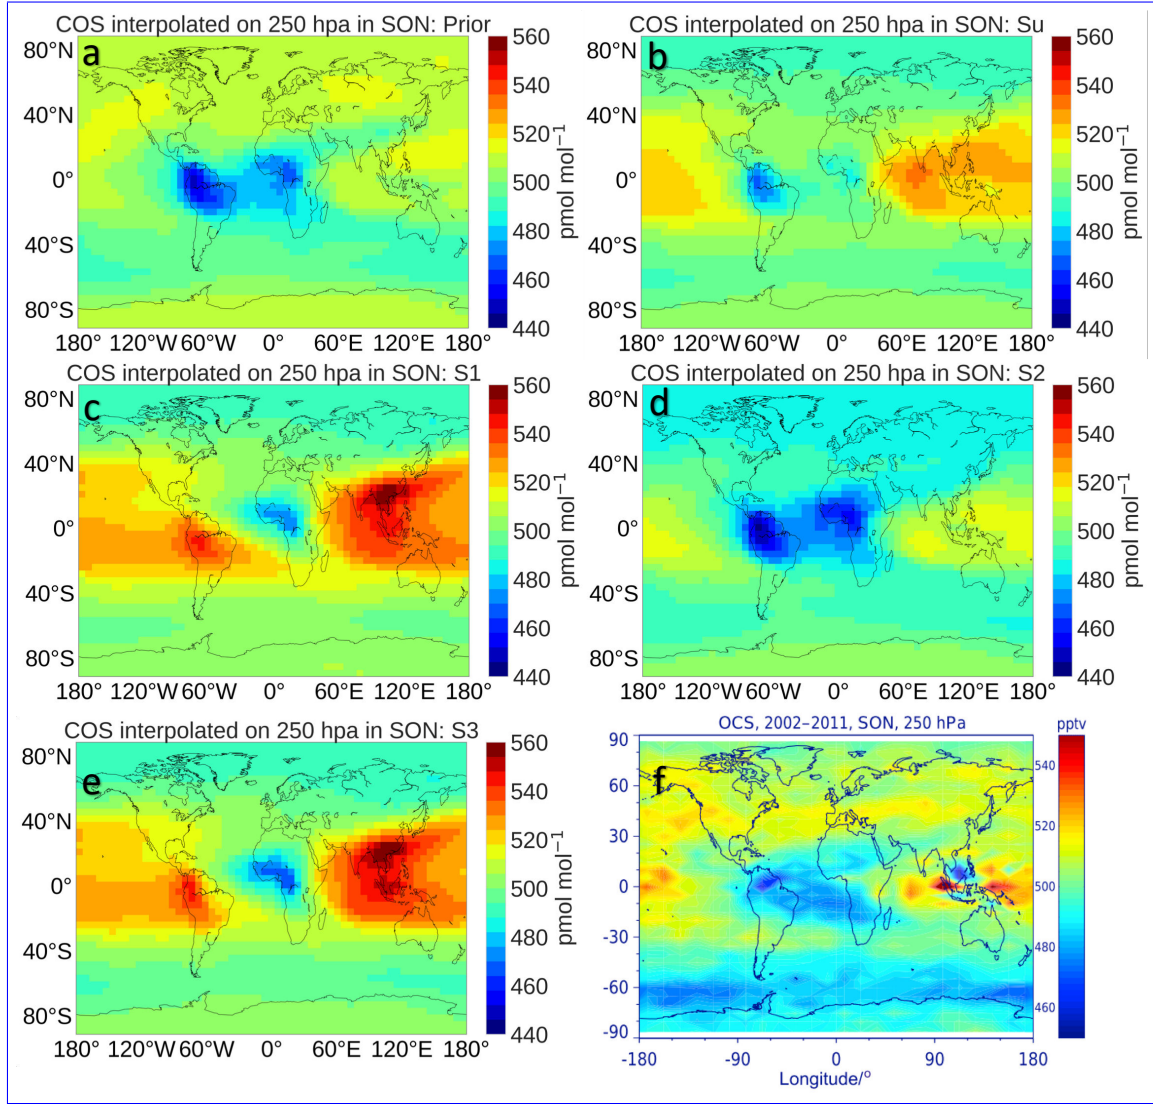 COS interpolated on 250 hpa in SON: Prior
a
80°N
40°N
0°
40°S
80°S
180° 120°W 60°W 0° 60°E 120°E 180°
560
540
520
500
480
460
440
pmol mol⁻¹
COS interpolated on 250 hpa in SON: Su
b
80°N
40°N
0°
40°S
80°S
180° 120°W 60°W 0° 60°E 120°E 180°
560
540
520
500
480
460
440
pmol mol⁻¹
COS interpolated on 250 hpa in SON: S1
c
80°N
40°N
0°
40°S
80°S
180° 120°W 60°W 0° 60°E 120°E 180°
560
540
520
500
480
460
440
pmol mol⁻¹
COS interpolated on 250 hpa in SON: S2
d
80°N
40°N
0°
40°S
80°S
180° 120°W 60°W 0° 60°E 120°E 180°
560
540
520
500
480
460
440
pmol mol⁻¹
COS interpolated on 250 hpa in SON: S3
e
80°N
40°N
0°
40°S
80°S
180° 120°W 60°W 0° 60°E 120°E 180°
560
540
520
500
480
460
440
pmol mol⁻¹
OCS, 2002–2011, SON, 250 hPa
pptv
f
90
60
30
0
-30
-60
-90
-180 -90 0 90 180
Longitude/°
540
520
500
480
460